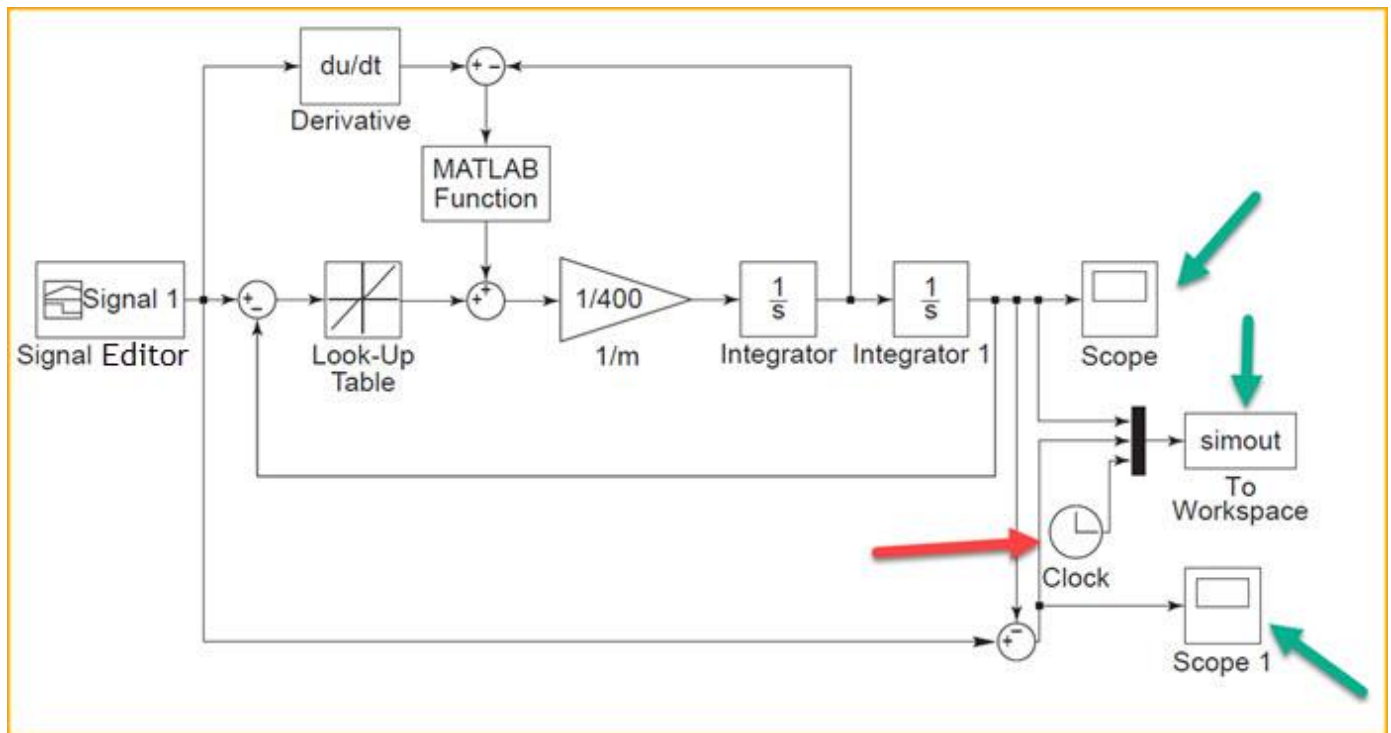 du/dt
+ -
Derivative
MATLAB
Function
Signal 1
Signal Editor
+
-
Look-Up
Table
+
+
1/400
1/m
1
s
Integrator
1
s
Integrator 1
Scope
simout
To
Workspace
Clock
-
+
Scope 1